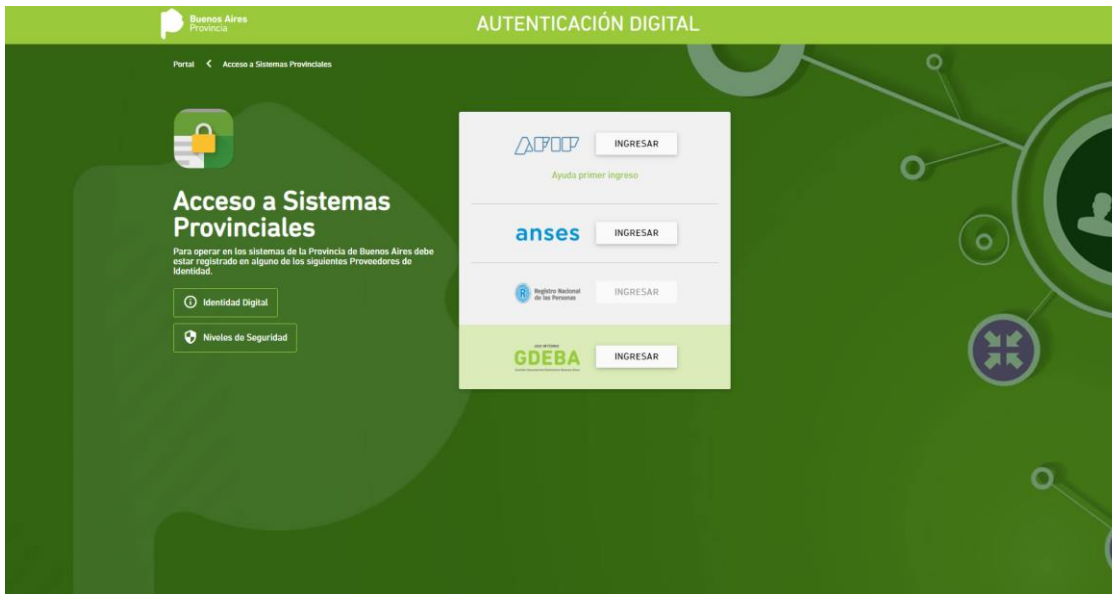 Buenos Aires
Provincia
AUTENTICACIÓN DIGITAL
Portal
Acceso a Sistemas Provinciales
Acceso a Sistemas
Provinciales
Para operar en los sistemas de la Provincia de Buenos Aires debe
estar registrado en alguno de los siguientes Proveedores de
Identidad.
Identidad Digital
Niveles de Seguridad
AFIP
INGRESAR
Ayuda primer ingreso
anses
INGRESAR
R
Registro Nacional
de las Personas
INGRESAR
USO INTERNO
GDEBA
INGRESAR